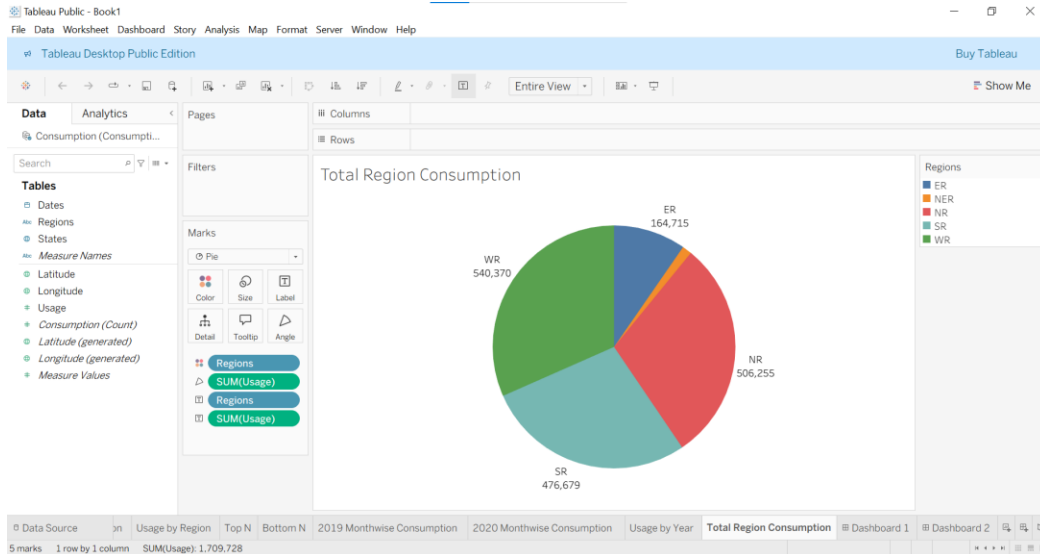 Tableau Public - Book1
File Data Worksheet Dashboard Story Analysis Map Format Server Window Help
Tableau Desktop Public Edition
Buy Tableau
Entire View
Show Me
Data
Analytics
Consumption (Consumpti...
Search
Tables
Dates
Abc Regions
States
Abc Measure Names
Latitude
Longitude
Usage
Consumption (Count)
Latitude (generated)
Longitude (generated)
Measure Values
Pages
Filters
Marks
Pie
Color
Size
Label
Detail
Tooltip
Angle
Regions
SUM(Usage)
Regions
SUM(Usage)
Columns
Rows
Total Region Consumption
ER
164,715
WR
540,370
NR
506,255
SR
476,679
Regions
ER
NER
NR
SR
WR
Data Source
on
Usage by Region
Top N
Bottom N
2019 Monthwise Consumption
2020 Monthwise Consumption
Usage by Year
Total Region Consumption
Dashboard 1
Dashboard 2
5 marks 1 row by 1 column SUM(Usage): 1,709,728